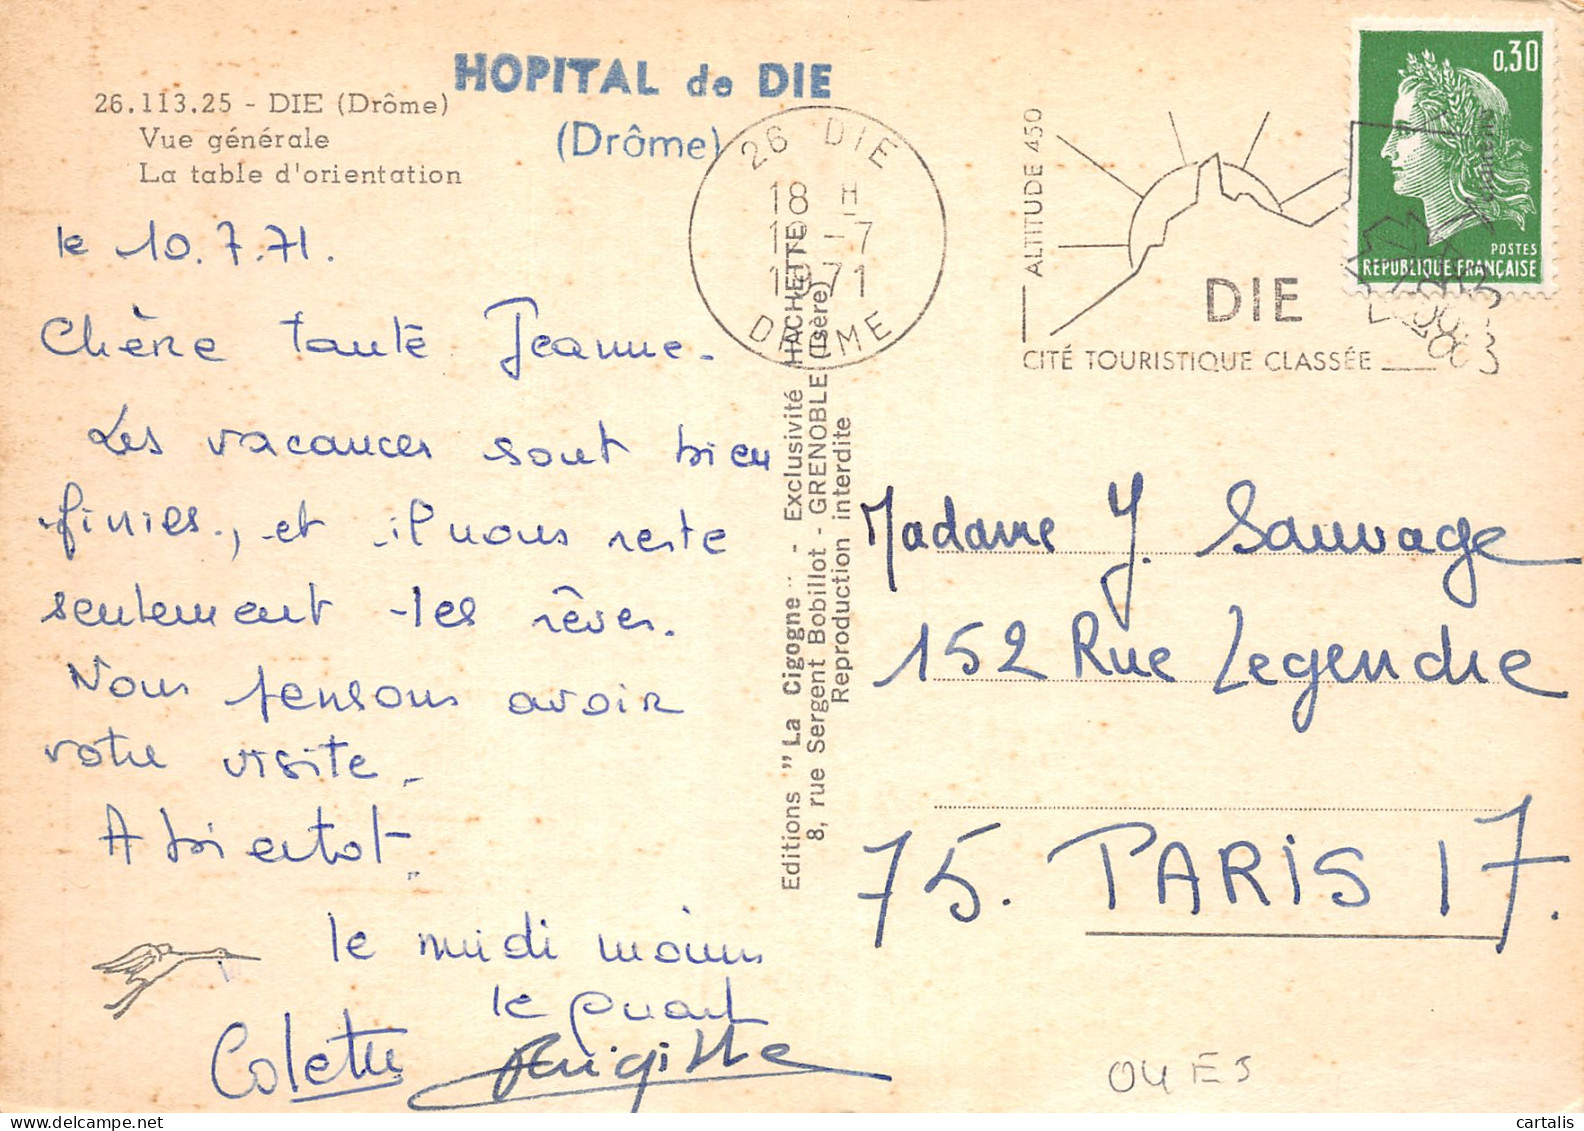 HOPITAL de DIE
(Drôme)
26.113.25 - DIE (Drôme)
Vue générale
La table d'orientation
le 10.7.71.
Chère tante Jeanne.
Les vacances sont bien
finies., et il nous reste
seulement les rêves.
Nous pensons avoir
votre visite.
A bientot.
le midi moins
le quart
Colette Brigitte
Editions "La Cigogne" - Exclusivité HACHETTE
8, rue Sergent Bobillot - GRENOBLE (Isère)
Reproduction interdite
26 DIE
18 H
-7
1971
DROME
ALTITUDE 450
DIE
CITÉ TOURISTIQUE CLASSÉE
0,30
POSTES
REPUBLIQUE FRANÇAISE
Madame J. Sauvage
152 Rue Legendre
75. PARIS 17.
cartalis